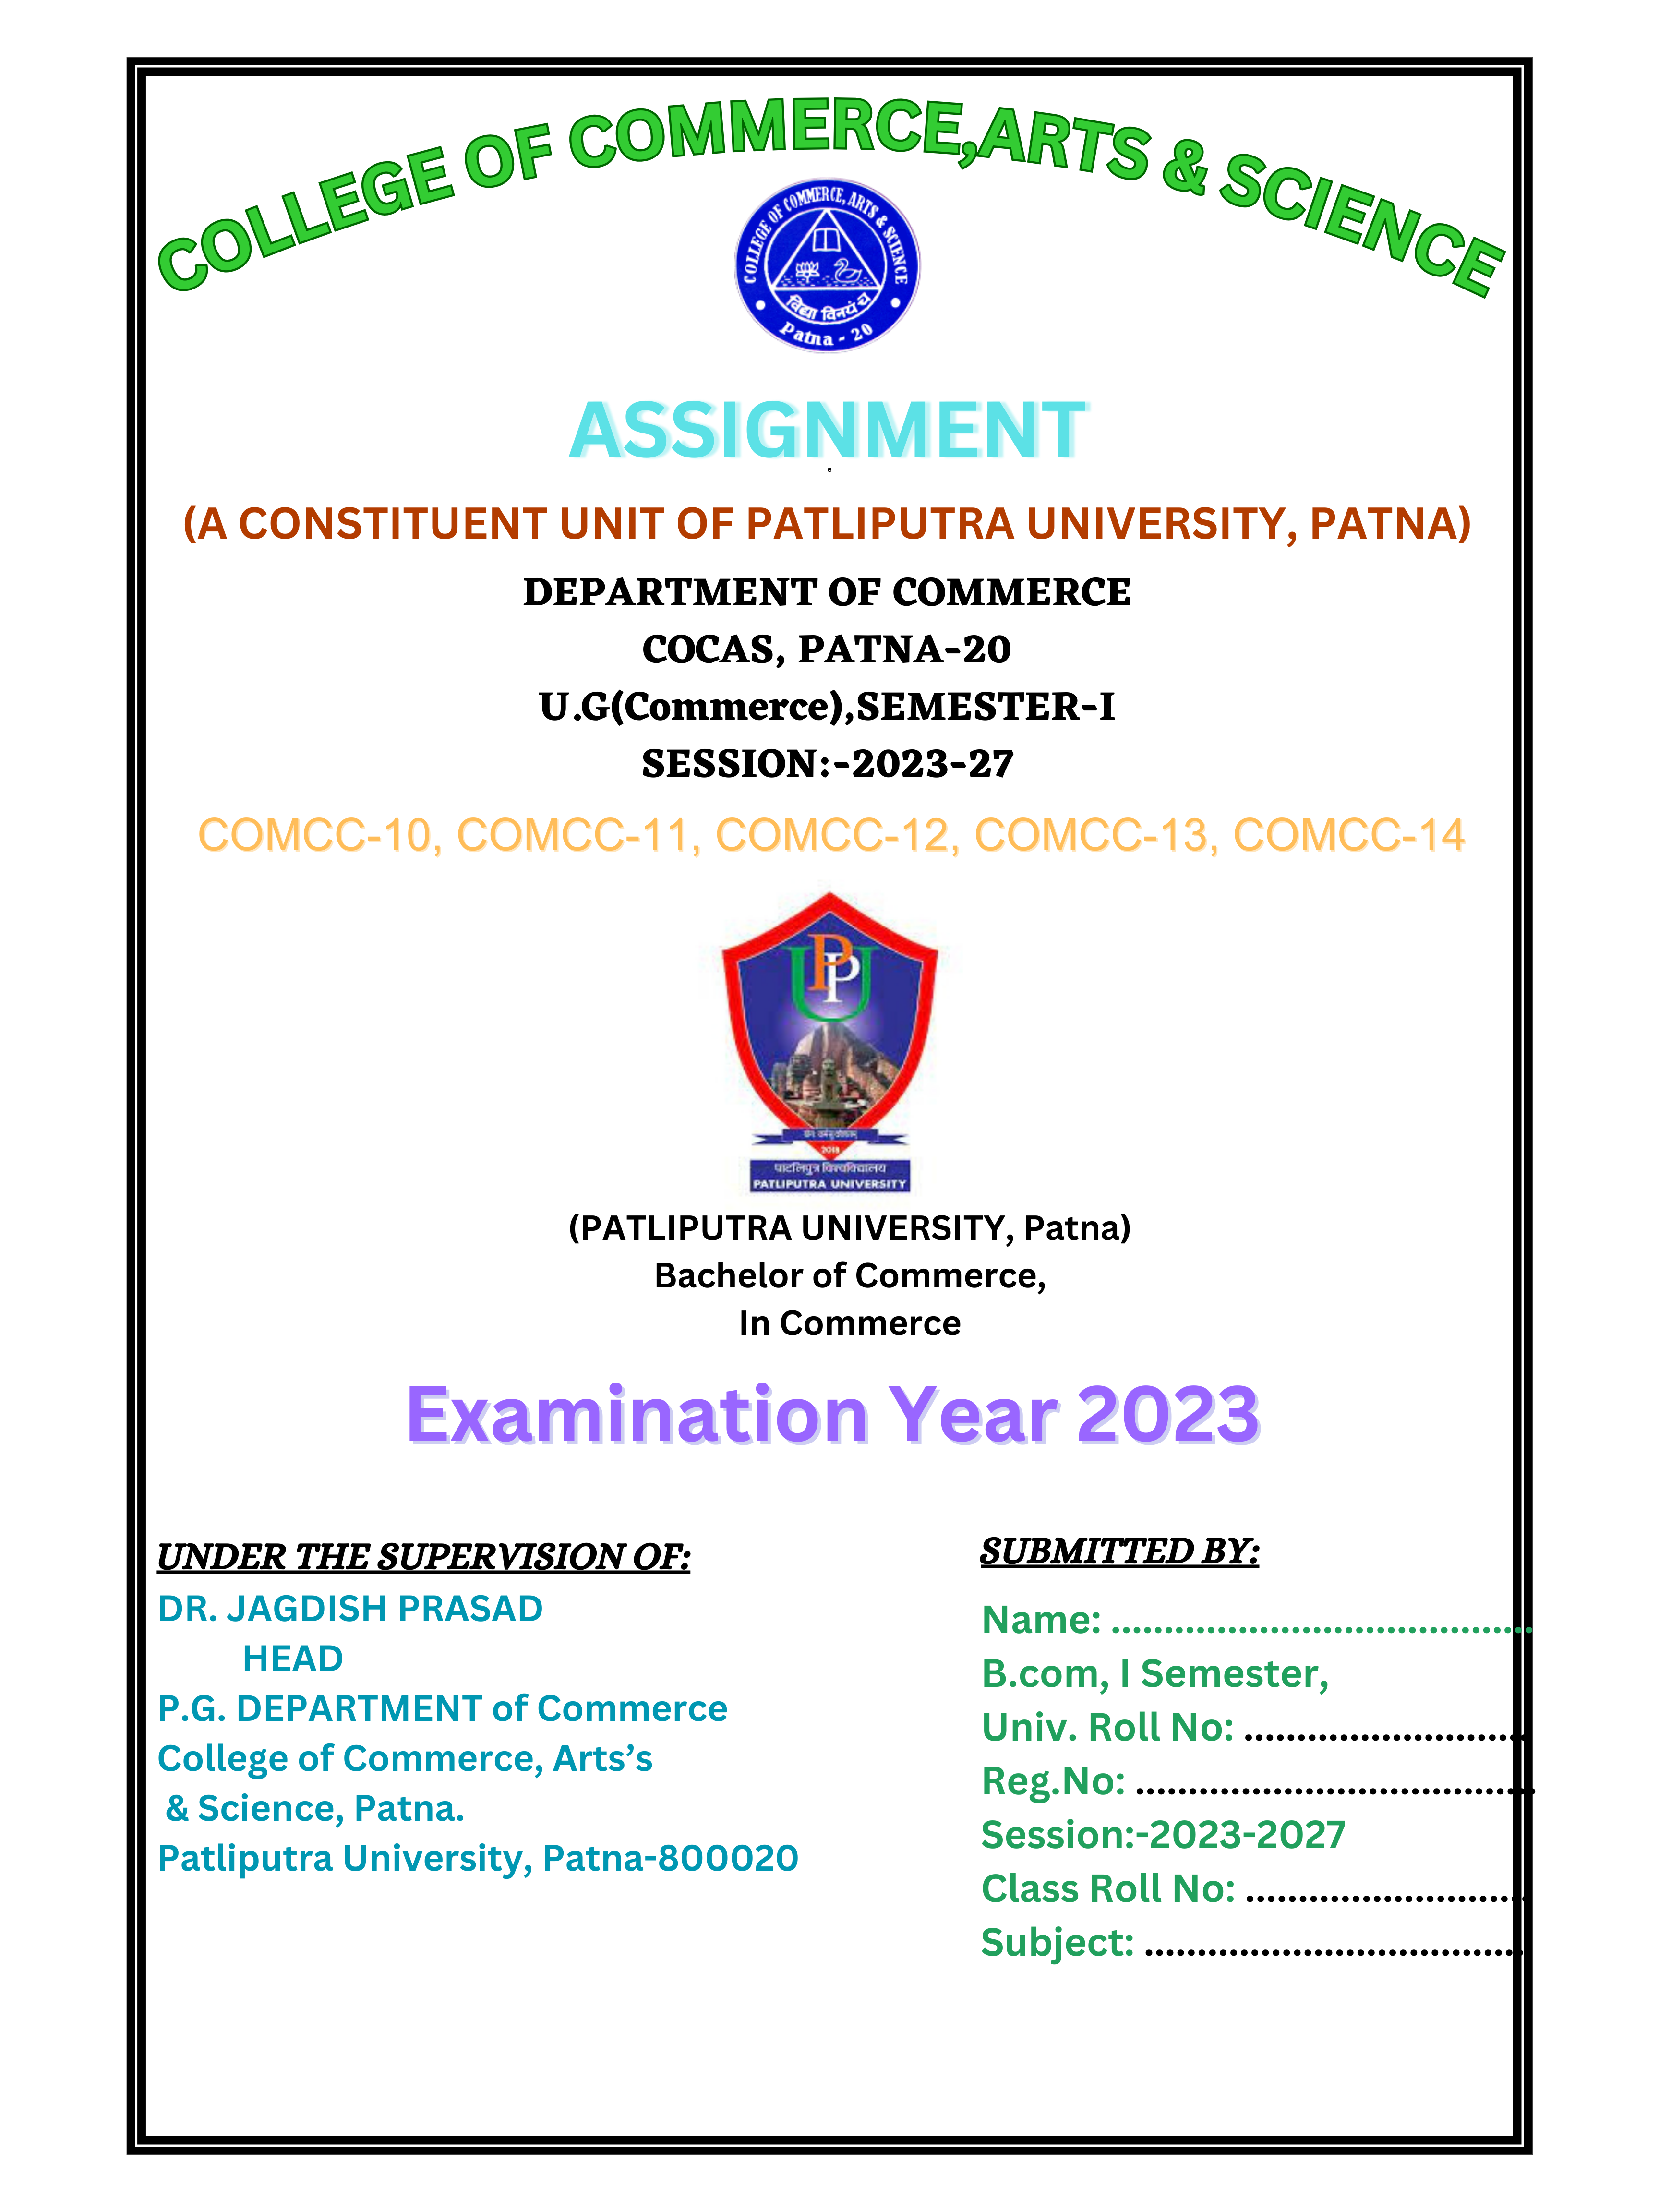 COLLEGE OF COMMERCE,ARTS & SCIENCE
COLLEGE OF COMMERCE, ARTS & SCIENCE
विद्या विनयं च
Patna - 20
ASSIGNMENT
e
(A CONSTITUENT UNIT OF PATLIPUTRA UNIVERSITY, PATNA)
DEPARTMENT OF COMMERCE
COCAS, PATNA-20
U.G(Commerce),SEMESTER-I
SESSION:-2023-27
COMCC-10, COMCC-11, COMCC-12, COMCC-13, COMCC-14
PPU
2018
पाटलिपुत्र विश्वविद्यालय
PATLIPUTRA UNIVERSITY
(PATLIPUTRA UNIVERSITY, Patna)
Bachelor of Commerce,
In Commerce
Examination Year 2023
UNDER THE SUPERVISION OF:
DR. JAGDISH PRASAD
HEAD
P.G. DEPARTMENT of Commerce
College of Commerce, Arts’s
& Science, Patna.
Patliputra University, Patna-800020
SUBMITTED BY:
Name: ........................................
B.com, I Semester,
Univ. Roll No: ...........................
Reg.No: ......................................
Session:-2023-2027
Class Roll No: ...........................
Subject: ....................................